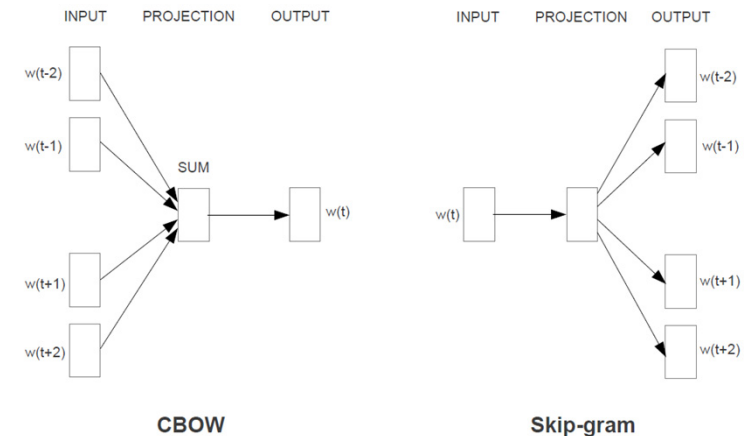 INPUT PROJECTION OUTPUT
w(t-2)
w(t-1)
SUM
w(t)
w(t+1)
w(t+2)
CBOW
INPUT PROJECTION OUTPUT
w(t-2)
w(t-1)
w(t)
w(t+1)
w(t+2)
Skip-gram